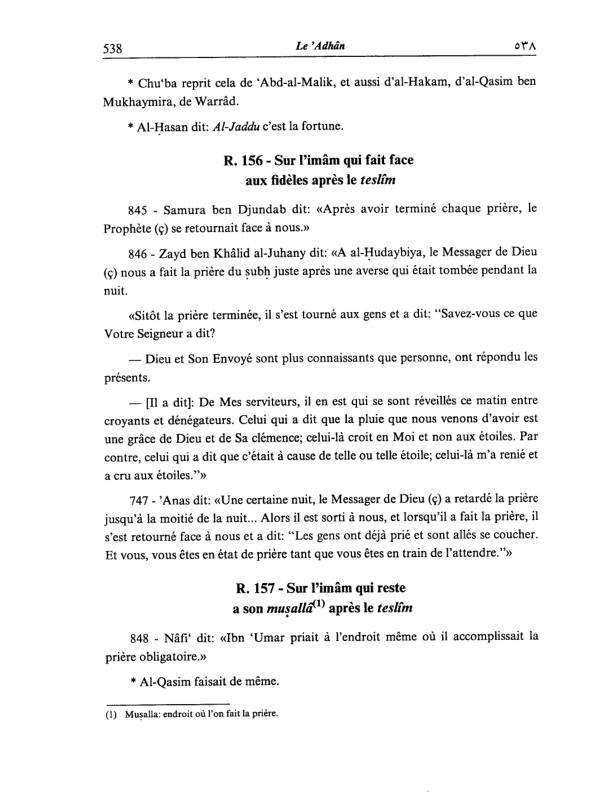 538 Le ’Adhân ٥٣٨
* Chu‘ba reprit cela de ‘Abd-al-Malik, et aussi d’al-Hakam, d’al-Qasim ben
Mukhaymira, de Warrâd.
* Al-Ḥasan dit: Al-Jaddu c’est la fortune.
R. 156 - Sur l’imâm qui fait face
aux fidèles après le teslîm
845 - Samura ben Djundab dit: «Après avoir terminé chaque prière, le
Prophète (ç) se retournait face à nous.»
846 - Zayd ben Khâlid al-Juhany dit: «A al-Ḥudaybiya, le Messager de Dieu
(ç) nous a fait la prière du ṣubḥ juste après une averse qui était tombée pendant la
nuit.
«Sitôt la prière terminée, il s’est tourné aux gens et a dit: “Savez-vous ce que
Votre Seigneur a dit?
— Dieu et Son Envoyé sont plus connaissants que personne, ont répondu les
présents.
— [Il a dit]: De Mes serviteurs, il en est qui se sont réveillés ce matin entre
croyants et dénégateurs. Celui qui a dit que la pluie que nous venons d’avoir est
une grâce de Dieu et de Sa clémence; celui-là croit en Moi et non aux étoiles. Par
contre, celui qui a dit que c’était à cause de telle ou telle étoile; celui-là m’a renié et
a cru aux étoiles.”»
747 - ’Anas dit: «Une certaine nuit, le Messager de Dieu (ç) a retardé la prière
jusqu’à la moitié de la nuit... Alors il est sorti à nous, et lorsqu’il a fait la prière, il
s’est retourné face à nous et a dit: “Les gens ont déjà prié et sont allés se coucher.
Et vous, vous êtes en état de prière tant que vous êtes en train de l’attendre.”»
R. 157 - Sur l’imâm qui reste
a son muṣallâ(1) après le teslîm
848 - Nâfi‘ dit: «Ibn ‘Umar priait à l’endroit même où il accomplissait la
prière obligatoire.»
* Al-Qasim faisait de même.
(1) Muṣalla: endroit où l’on fait la prière.